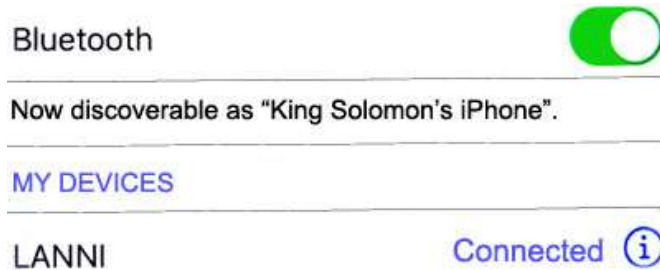 Bluetooth
Now discoverable as “King Solomon’s iPhone”.
MY DEVICES
LANNI Connected